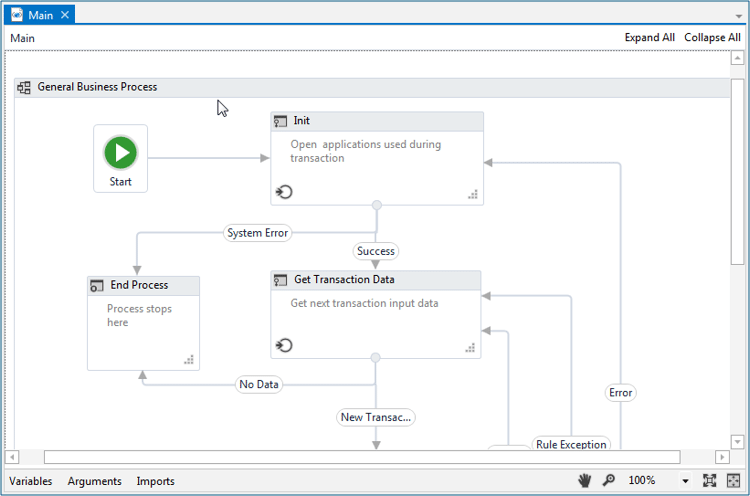 Main
Main
Expand All
Collapse All
General Business Process
Init
Open applications used during
transaction
Start
System Error
Success
End Process
Process stops
here
Get Transaction Data
Get next transaction input data
No Data
Error
New Transac...
Rule Exception
Variables
Arguments
Imports
100%